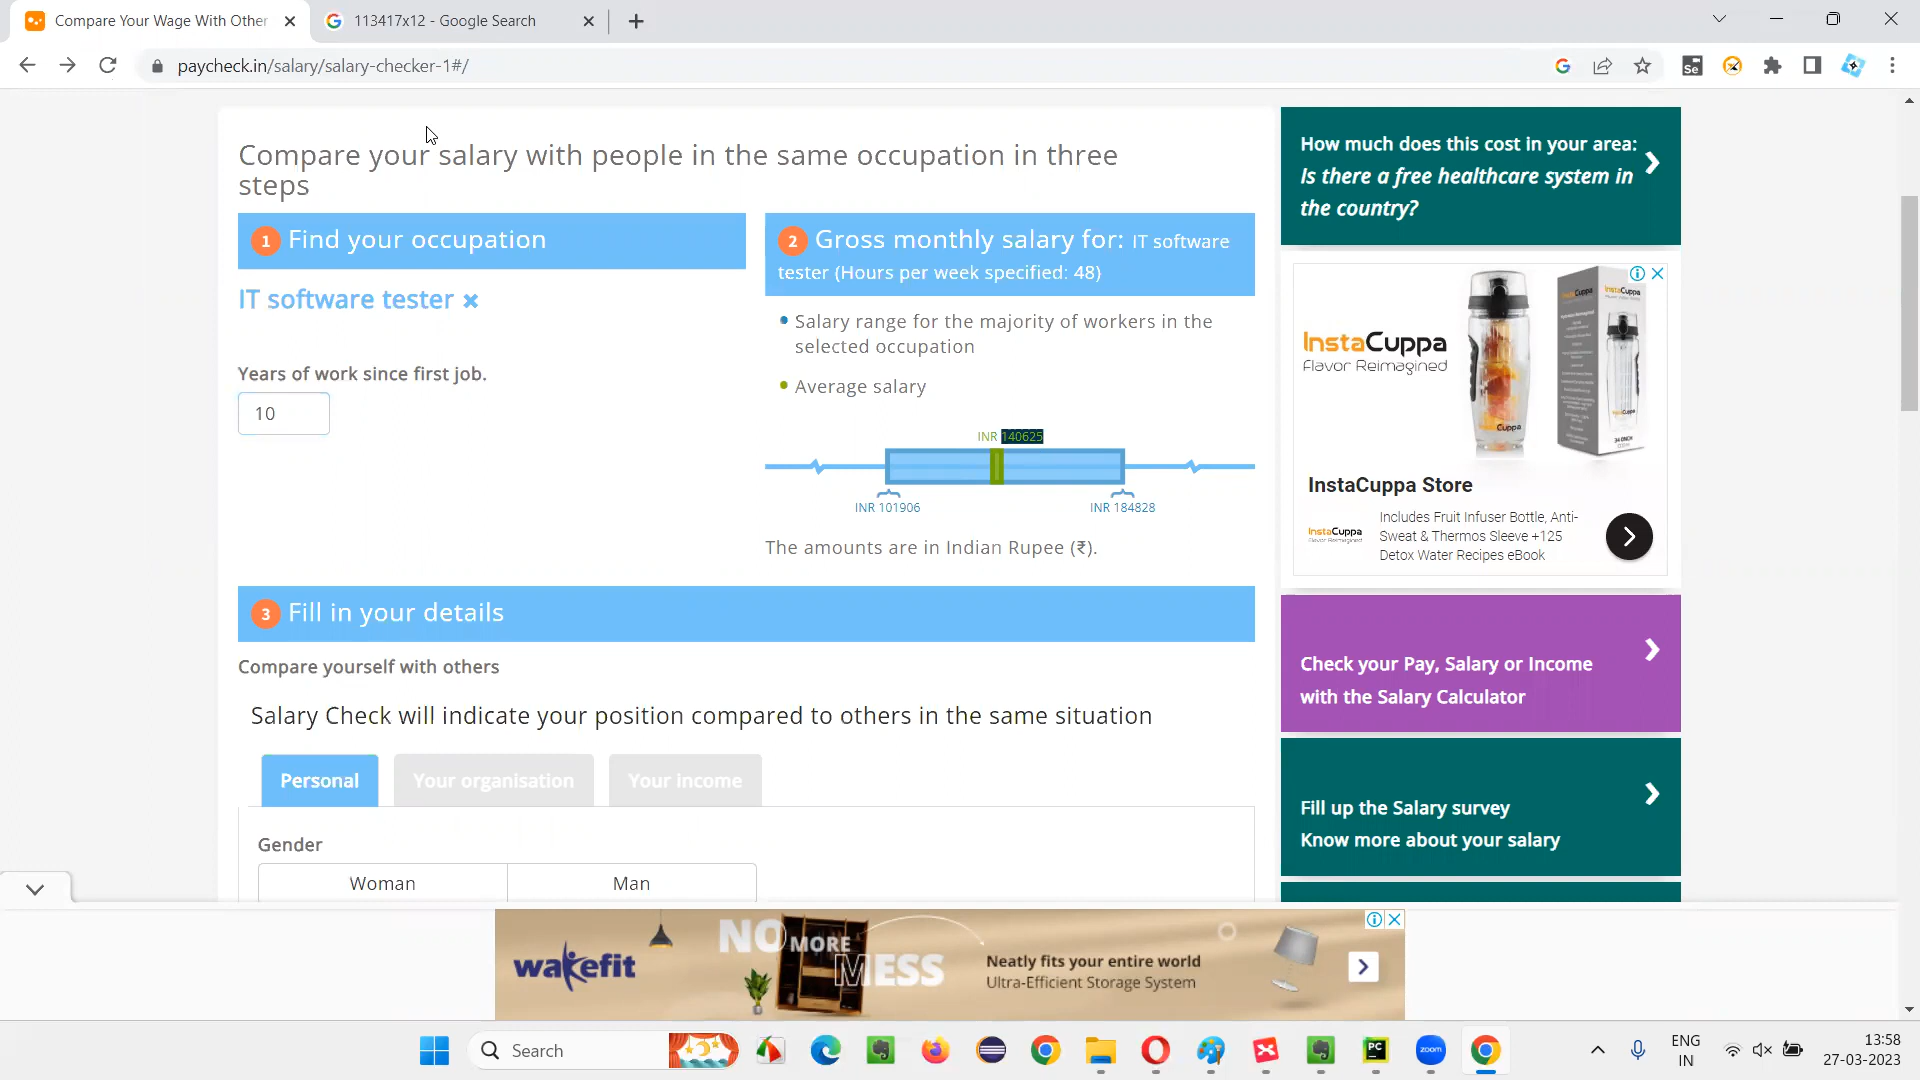 Compare Your Wage With Other
113417x12 - Google Search
paycheck.in/salary/salary-checker-1#/
Se
Compare your salary with people in the same occupation in three
steps
1 Find your occupation
IT software tester
Years of work since first job.
10
2 Gross monthly salary for: IT software
tester (Hours per week specified: 48)
Salary range for the majority of workers in the
selected occupation
Average salary
INR 140625
INR 101906
INR 184828
The amounts are in Indian Rupee (₹).
3 Fill in your details
Compare yourself with others
Salary Check will indicate your position compared to others in the same situation
Personal
Your organisation
Your income
Gender
Woman
Man
How much does this cost in your area:
Is there a free healthcare system in
the country?
InstaCuppa
Flavor Reimagined
InstaCuppa Store
InstaCuppa
Includes Fruit Infuser Bottle, Anti-
Sweat & Thermos Sleeve +125
Detox Water Recipes eBook
Check your Pay, Salary or Income
with the Salary Calculator
Fill up the Salary survey
Know more about your salary
wakefit
NO MORE
MESS
Neatly fits your entire world
Ultra-Efficient Storage System
Search
PC
zoom
ENG
IN
13:58
27-03-2023